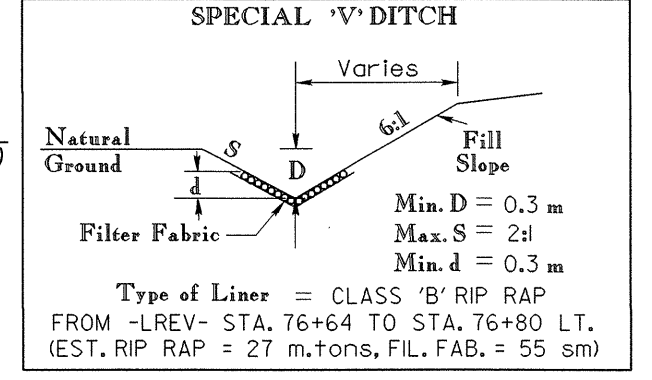 SPECIAL 'V' DITCH
Varies
6:1
Natural
Ground
S
D
d
Fill
Slope
Filter Fabric
Min. D = 0.3 m
Max. S = 2:1
Min. d = 0.3 m
Type of Liner = CLASS 'B' RIP RAP
FROM -LREV- STA. 76+64 TO STA. 76+80 LT.
(EST. RIP RAP = 27 m.tons, FIL. FAB. = 55 sm)